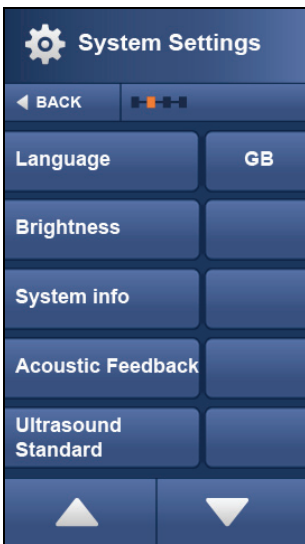 System Settings
BACK
Language GB
Brightness
System info
Acoustic Feedback
Ultrasound
Standard